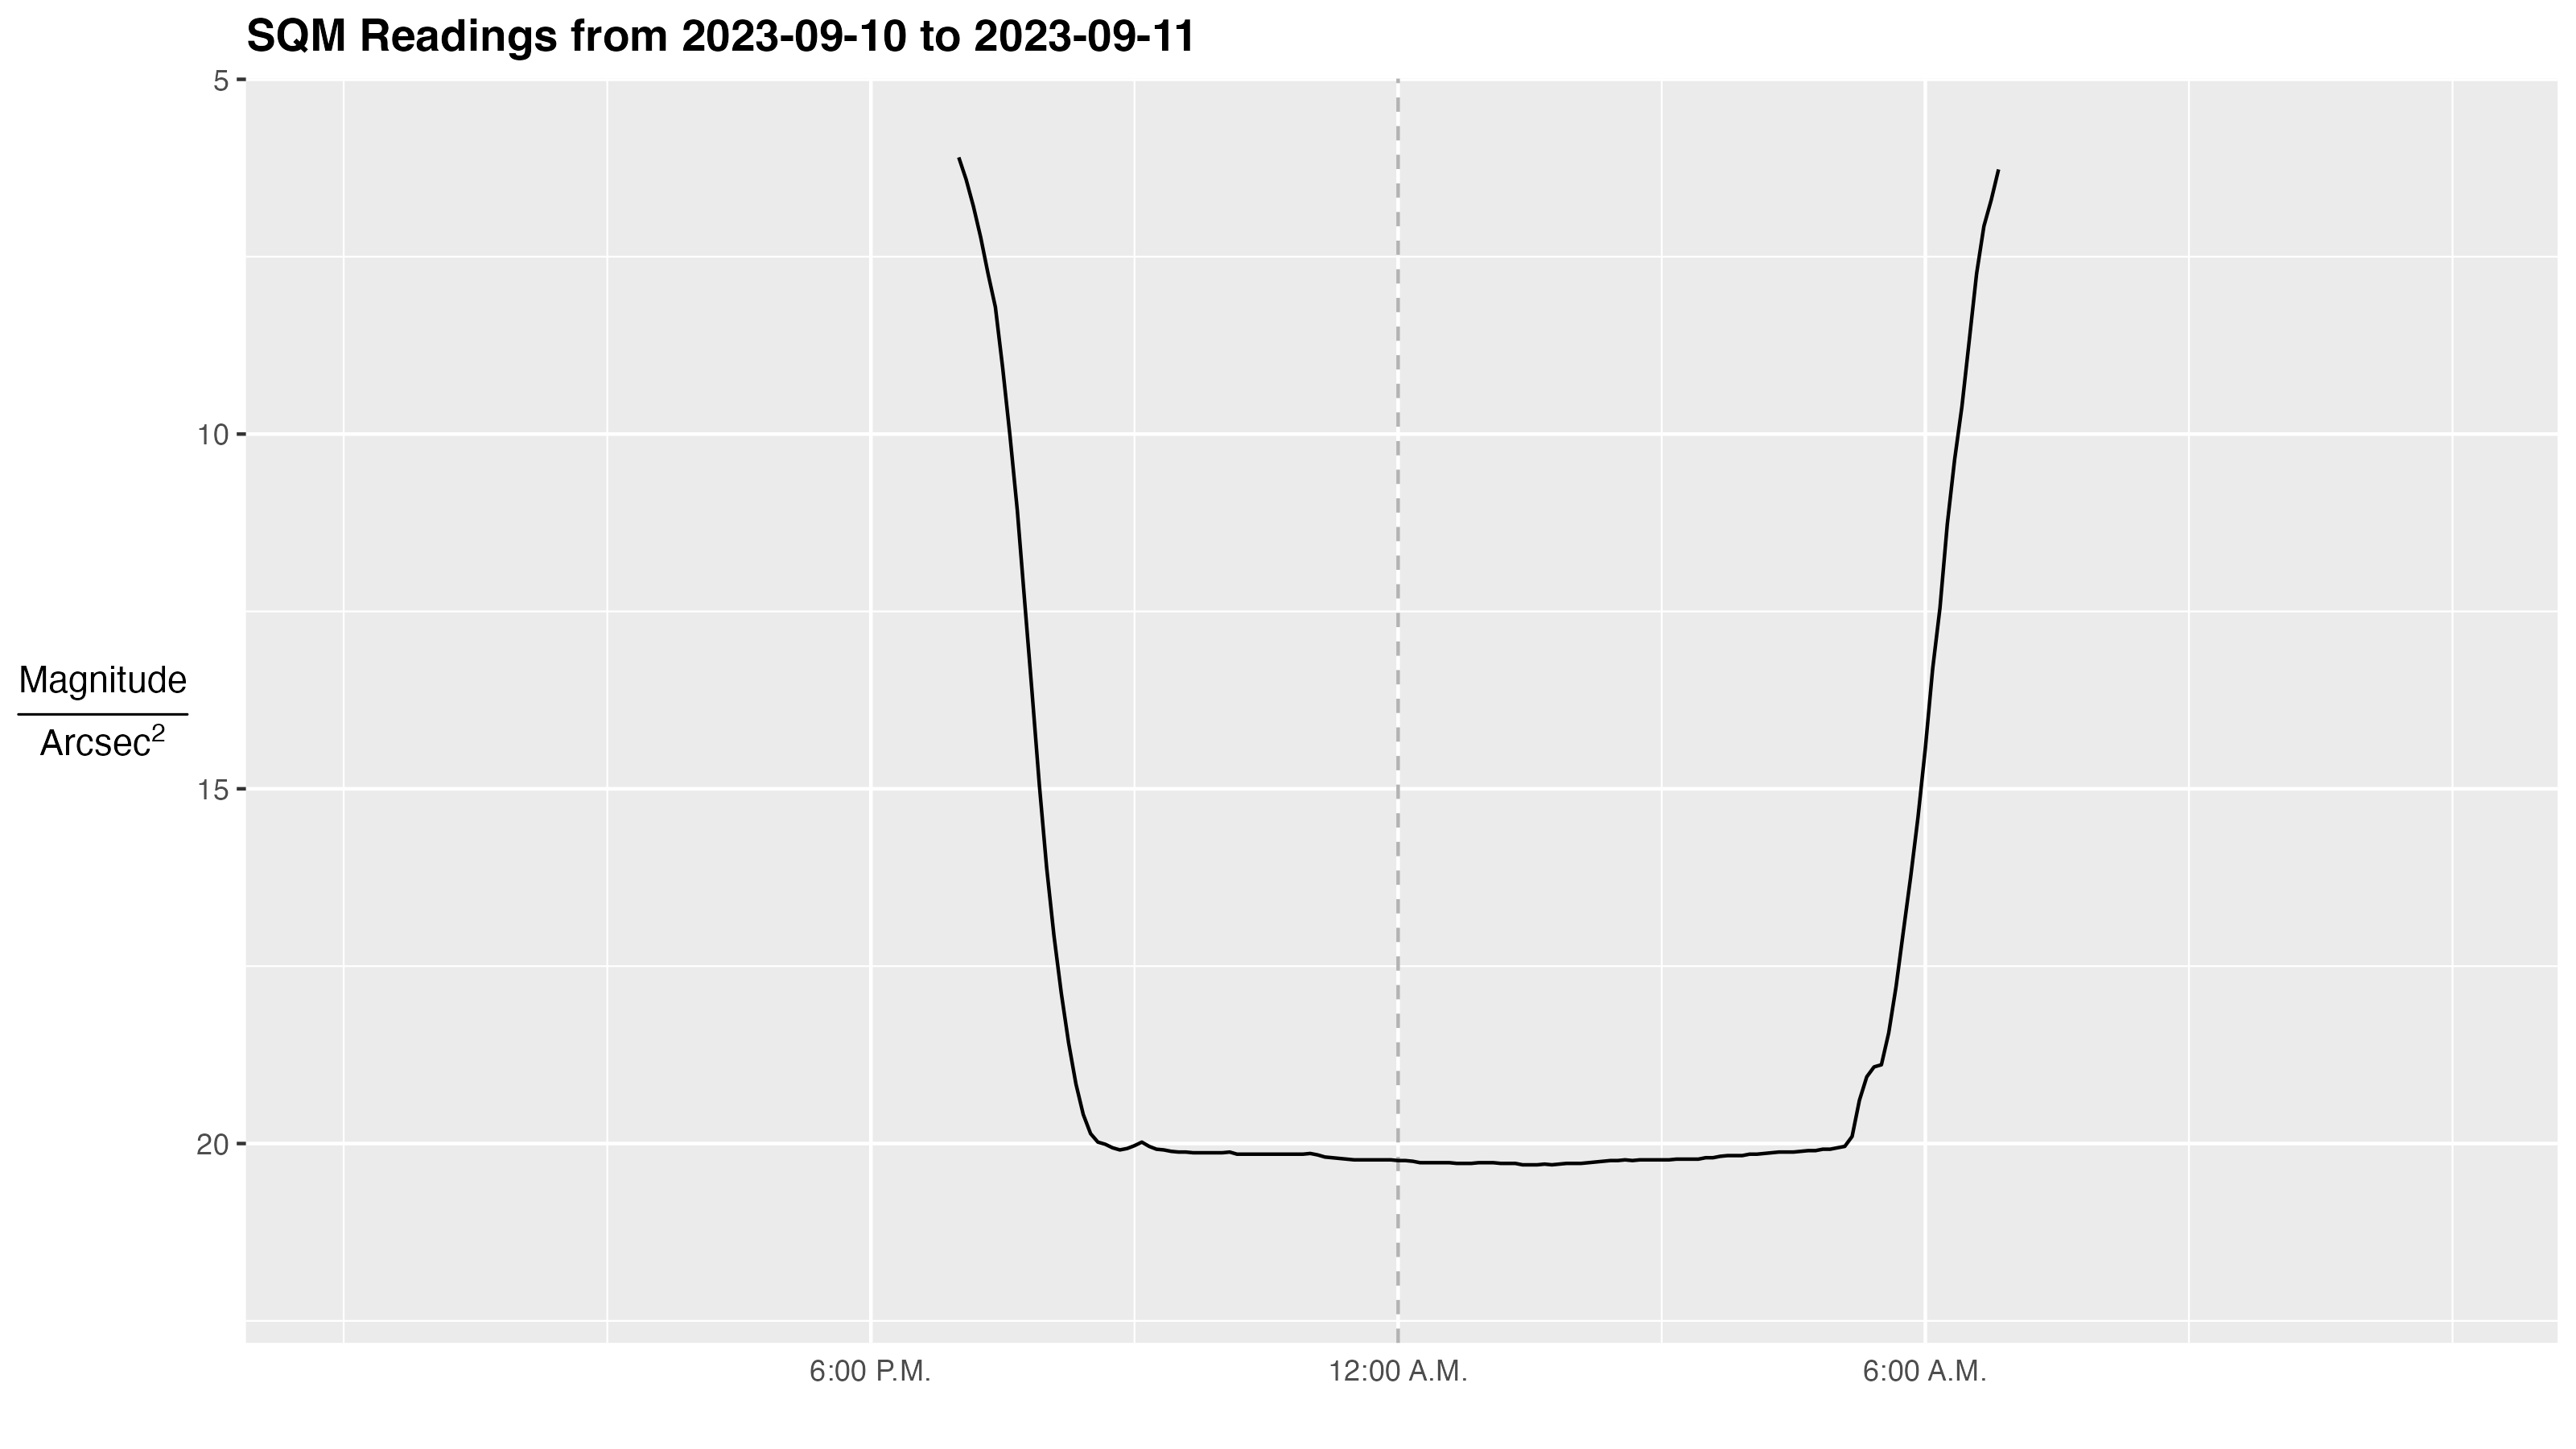 SQM Readings from 2023-09-10 to 2023-09-11
5
10
Magnitude
Arcsec²
15
20
6:00 P.M. 12:00 A.M. 6:00 A.M.